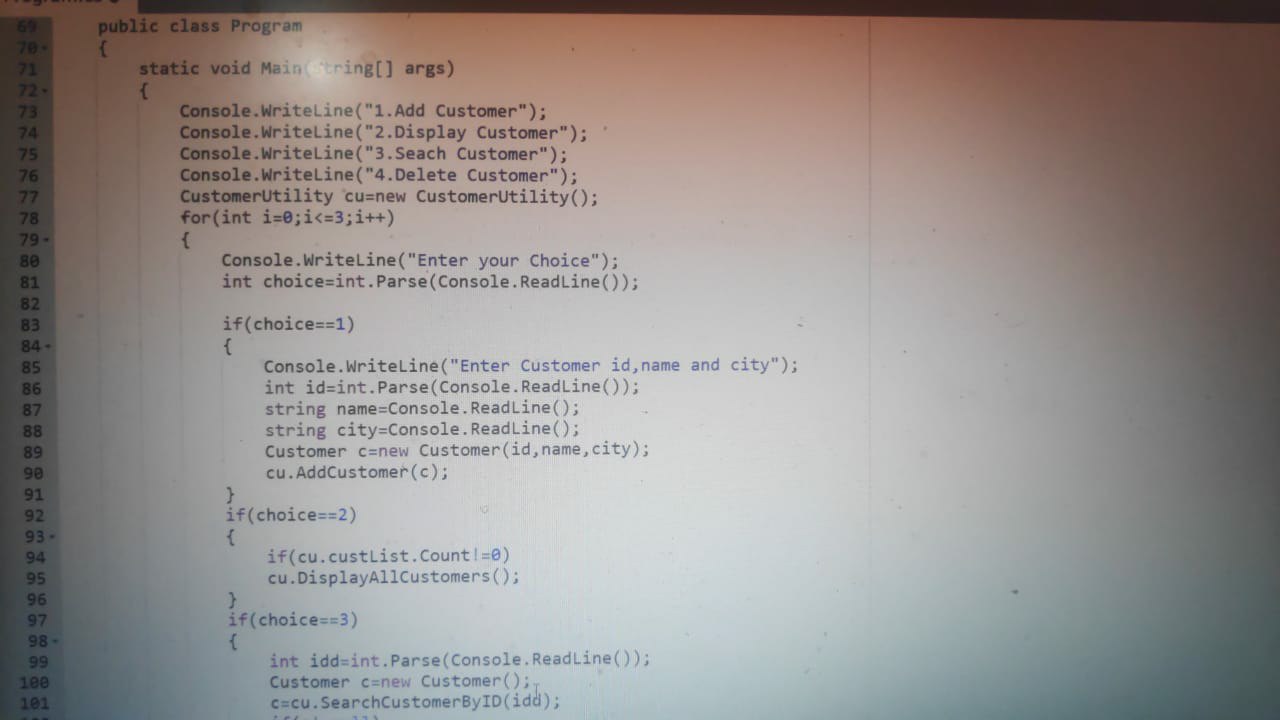 69 public class Program
70 {
71 static void Main(string[] args)
72 {
73 Console.WriteLine("1.Add Customer");
74 Console.WriteLine("2.Display Customer");
75 Console.WriteLine("3.Seach Customer");
76 Console.WriteLine("4.Delete Customer");
77 CustomerUtility cu=new CustomerUtility();
78 for(int i=0;i<=3;i++)
79 {
80 Console.WriteLine("Enter your Choice");
81 int choice=int.Parse(Console.ReadLine());
82
83 if(choice==1)
84 {
85 Console.WriteLine("Enter Customer id,name and city");
86 int id=int.Parse(Console.ReadLine());
87 string name=Console.ReadLine();
88 string city=Console.ReadLine();
89 Customer c=new Customer(id,name,city);
90 cu.AddCustomer(c);
91 }
92 if(choice==2)
93 {
94 if(cu.custList.Count!=0)
95 cu.DisplayAllCustomers();
96 }
97 if(choice==3)
98 {
99 int idd=int.Parse(Console.ReadLine());
100 Customer c=new Customer();
101 c=cu.SearchCustomerByID(idd);